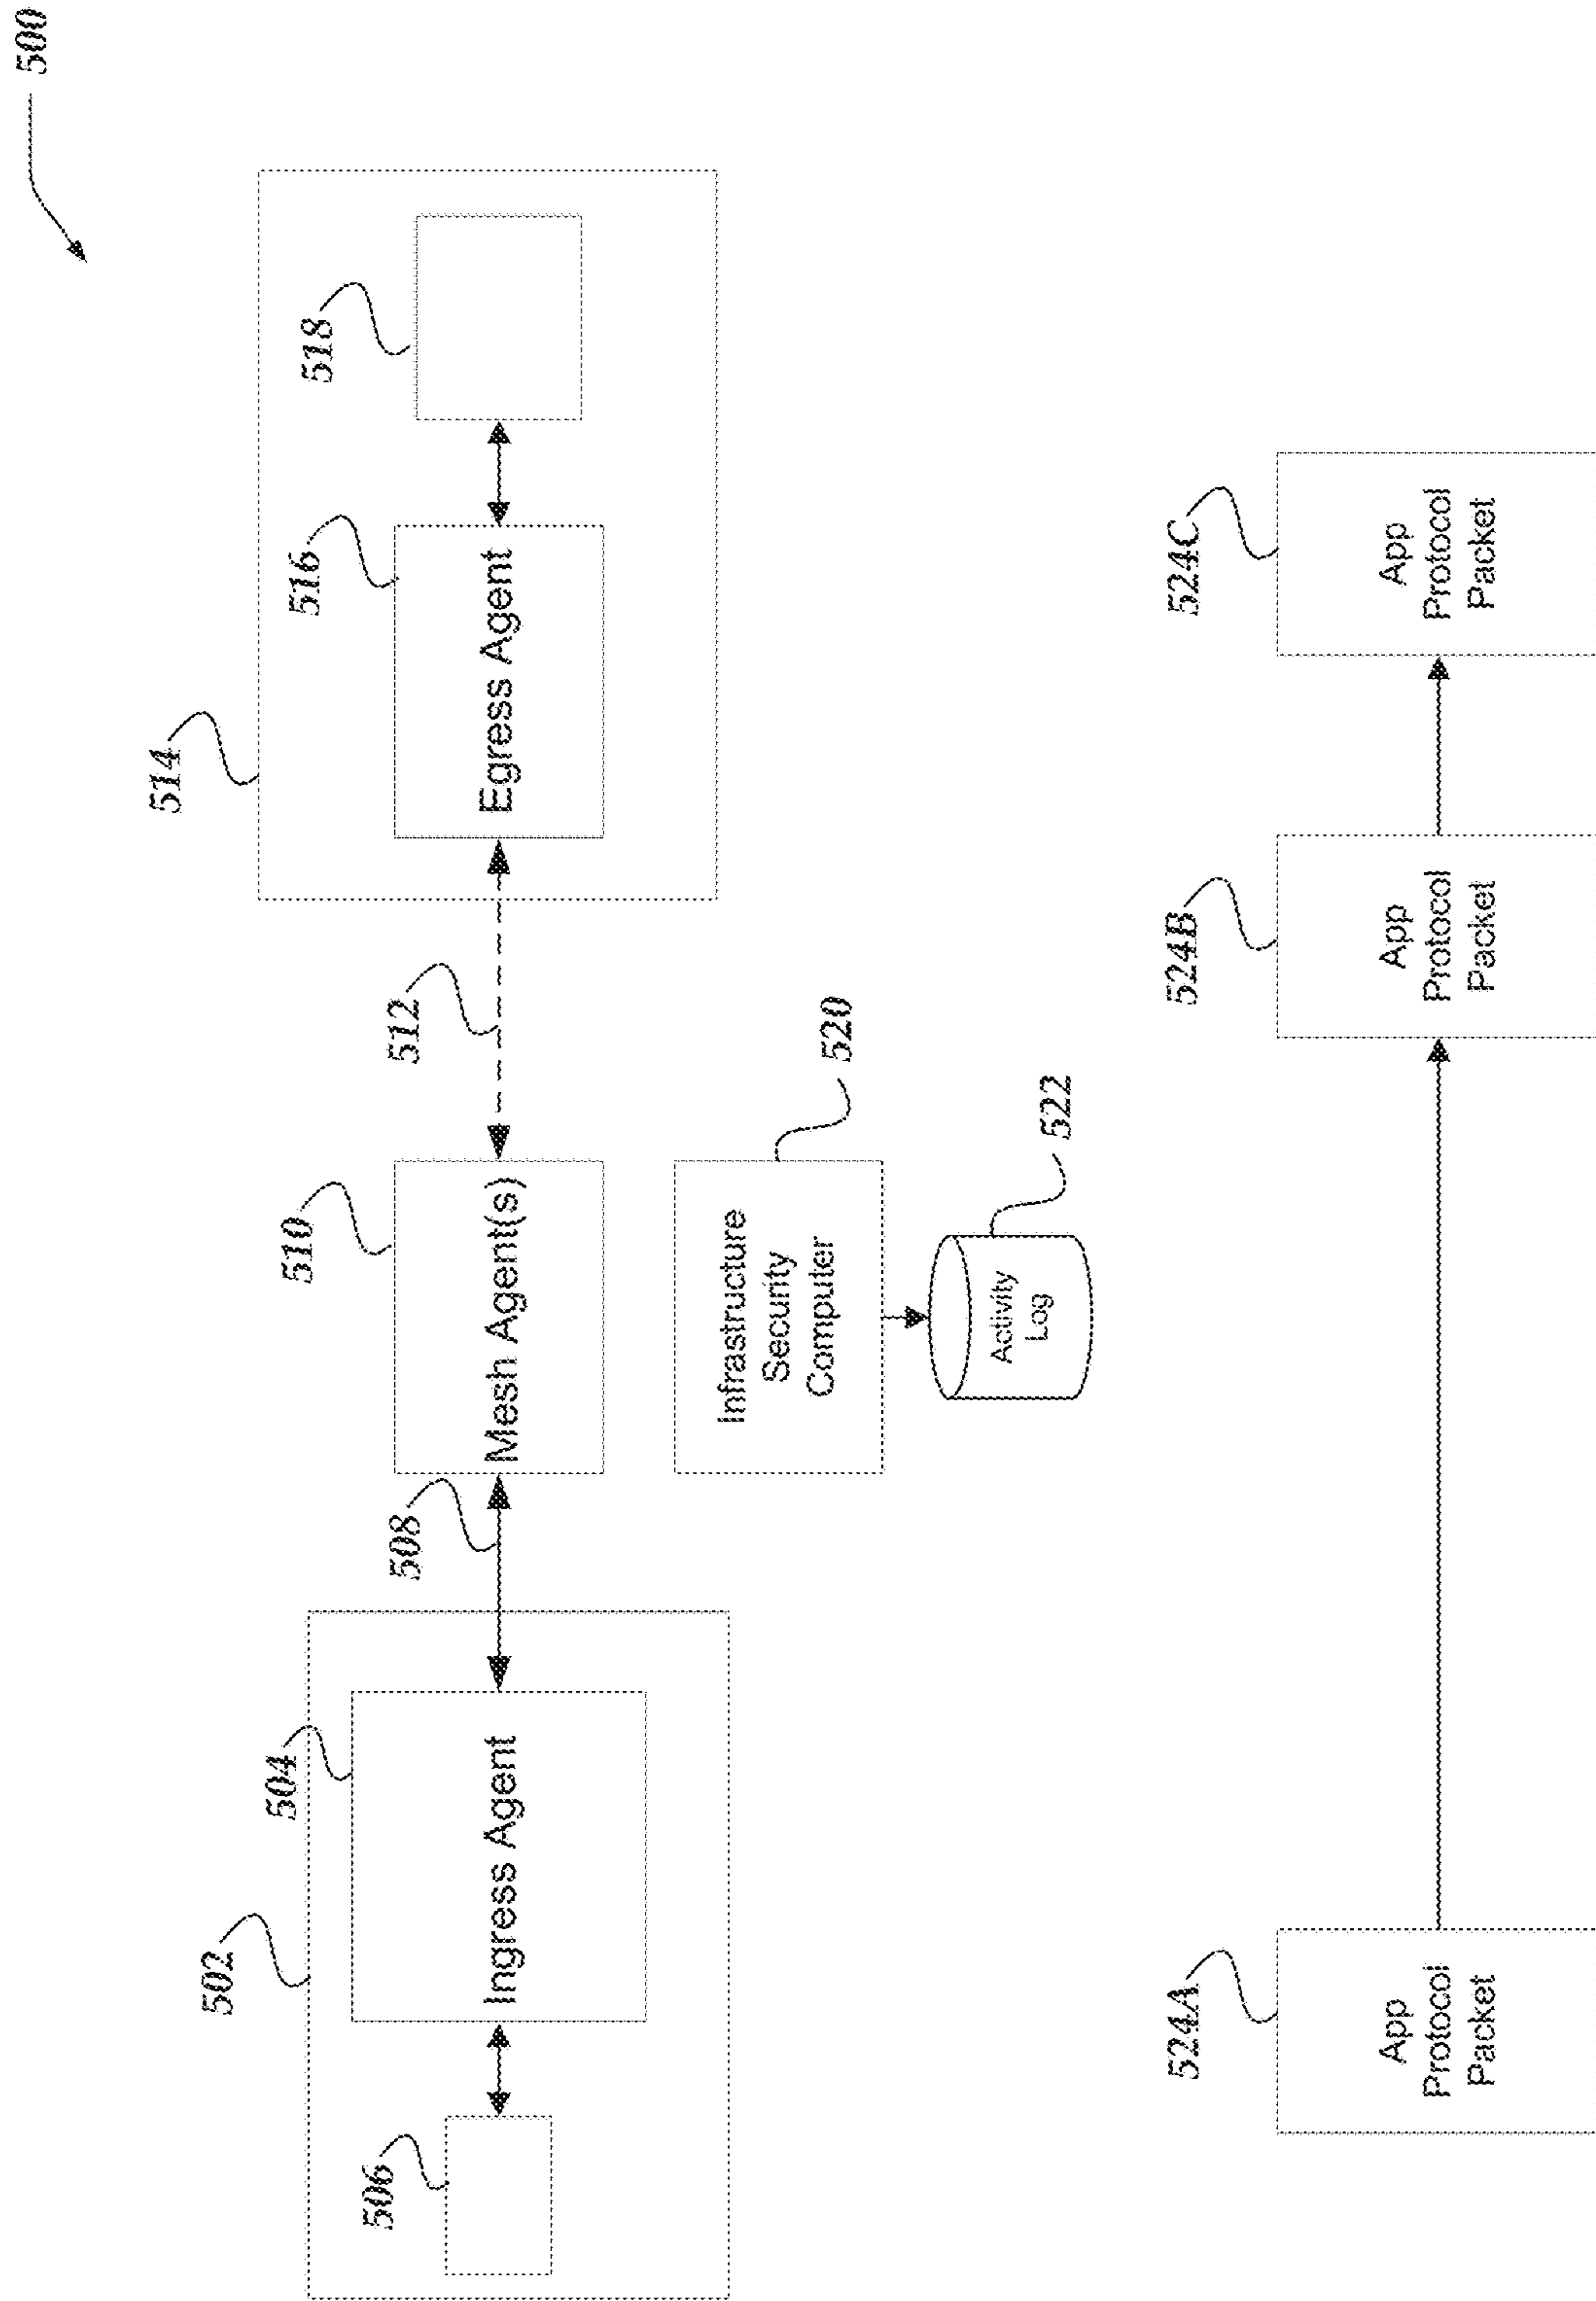 500
502
504
506
Ingress Agent
508
510
Mesh Agent(s)
512
514
516
Egress Agent
518
520
Infrastructure
Security
Computer
522
Activity
Log
524A
App
Protocol
Packet
524B
App
Protocol
Packet
524C
App
Protocol
Packet